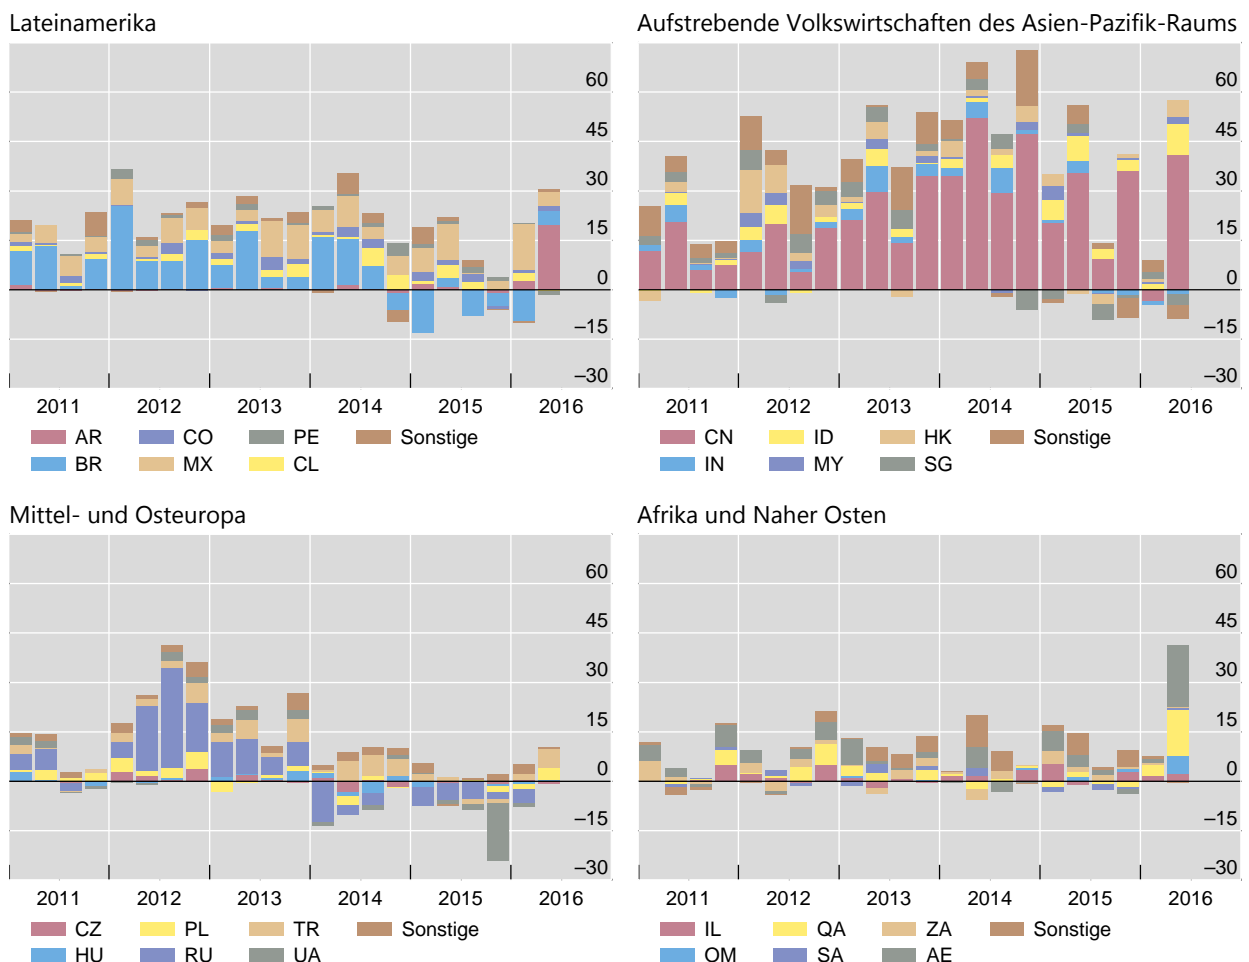 Lateinamerika
60
45
30
15
0
–15
–30
2011 2012 2013 2014 2015 2016
AR CO PE Sonstige
BR MX CL
Aufstrebende Volkswirtschaften des Asien-Pazifik-Raums
60
45
30
15
0
–15
–30
2011 2012 2013 2014 2015 2016
CN ID HK Sonstige
IN MY SG
Mittel- und Osteuropa
60
45
30
15
0
–15
–30
2011 2012 2013 2014 2015 2016
CZ PL TR Sonstige
HU RU UA
Afrika und Naher Osten
60
45
30
15
0
–15
–30
2011 2012 2013 2014 2015 2016
IL QA ZA Sonstige
OM SA AE